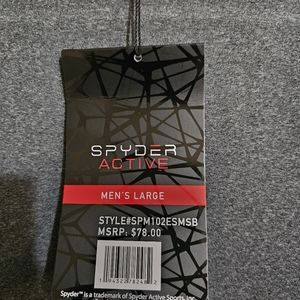 SPYDER
ACTIVE
MEN'S LARGE
STYLE#SPM102ESMSB
MSRP: $78.00
Spyder™ is a trademark of Spyder Active Sports, Inc.